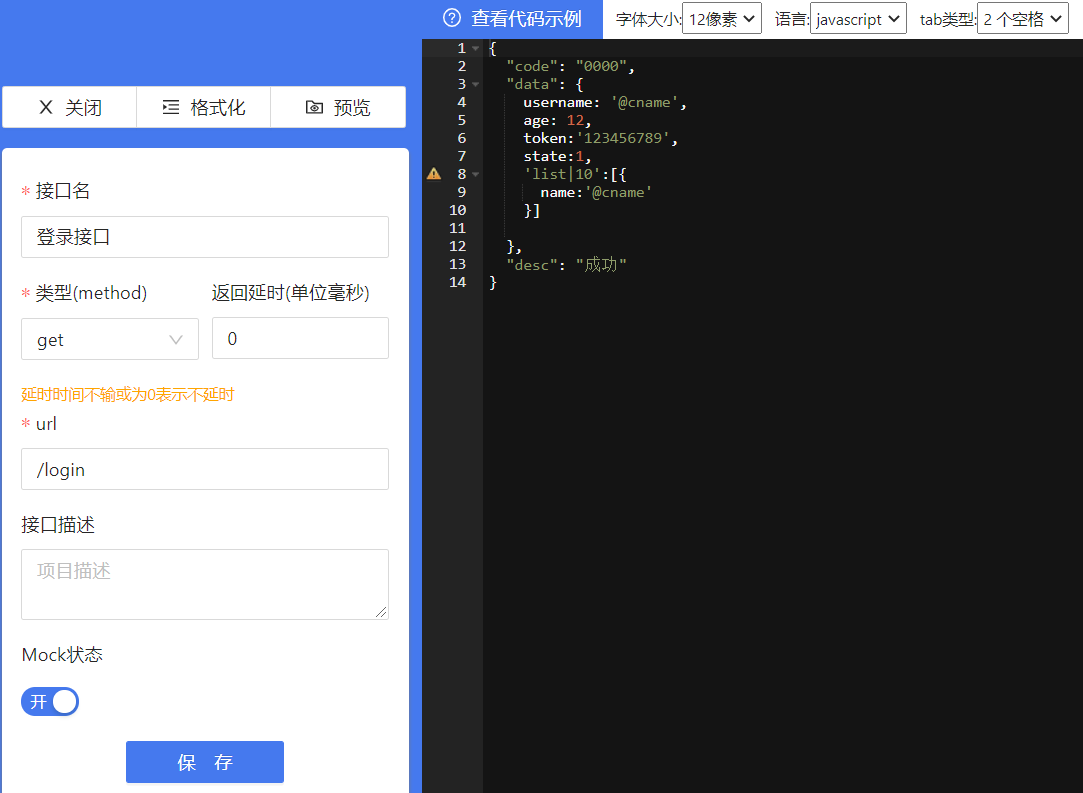 查看代码示例 字体大小: 12像素 语言: javascript tab类型: 2 个空格
关闭 格式化 预览
* 接口名
登录接口
* 类型(method) 返回延时(单位毫秒)
get 0
延时时间不输或为0表示不延时
* url
/login
接口描述
项目描述
Mock状态
开
保 存
1 {
2 "code": "0000",
3 "data": {
4 username: '@cname',
5 age: 12,
6 token:'123456789',
7 state:1,
8 'list|10':[{
9 name:'@cname'
10 }]
11
12 },
13 "desc": "成功"
14 }